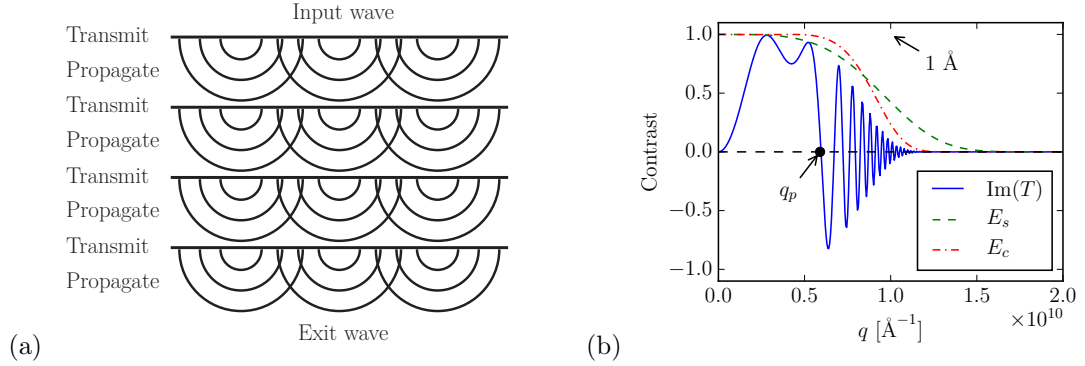 Input wave
Transmit
Propagate
Transmit
Propagate
Transmit
Propagate
Transmit
Propagate
Exit wave
(a)
1.0
0.5
0.0
−0.5
−1.0
Contrast
1 Å
q_p
Im(T)
E_s
E_c
0.0
0.5
1.0
1.5
2.0
×10^10
q [Å^−1]
(b)